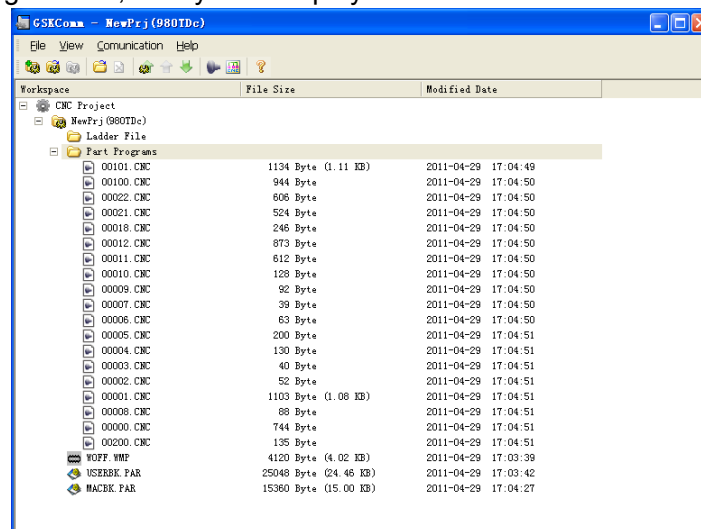 GSKComm - NewPrj(980TDc)
File View Comunication Help
Workspace File Size Modified Date
CNC Project
NewPrj(980TDc)
Ladder File
Part Programs
O0101.CNC 1134 Byte (1.11 KB) 2011-04-29 17:04:49
O0100.CNC 944 Byte 2011-04-29 17:04:50
O0022.CNC 606 Byte 2011-04-29 17:04:50
O0021.CNC 524 Byte 2011-04-29 17:04:50
O0018.CNC 246 Byte 2011-04-29 17:04:50
O0012.CNC 873 Byte 2011-04-29 17:04:50
O0011.CNC 612 Byte 2011-04-29 17:04:50
O0010.CNC 128 Byte 2011-04-29 17:04:50
O0009.CNC 92 Byte 2011-04-29 17:04:50
O0007.CNC 39 Byte 2011-04-29 17:04:50
O0006.CNC 63 Byte 2011-04-29 17:04:50
O0005.CNC 200 Byte 2011-04-29 17:04:51
O0004.CNC 130 Byte 2011-04-29 17:04:51
O0003.CNC 40 Byte 2011-04-29 17:04:51
O0002.CNC 52 Byte 2011-04-29 17:04:51
O0001.CNC 1103 Byte (1.08 KB) 2011-04-29 17:04:51
O0008.CNC 88 Byte 2011-04-29 17:04:51
O0000.CNC 744 Byte 2011-04-29 17:04:51
O0200.CNC 135 Byte 2011-04-29 17:04:51
WOFF.WMP 4120 Byte (4.02 KB) 2011-04-29 17:03:39
USERBK.PAR 25048 Byte (24.46 KB) 2011-04-29 17:03:42
MACBK.PAR 15360 Byte (15.00 KB) 2011-04-29 17:04:27